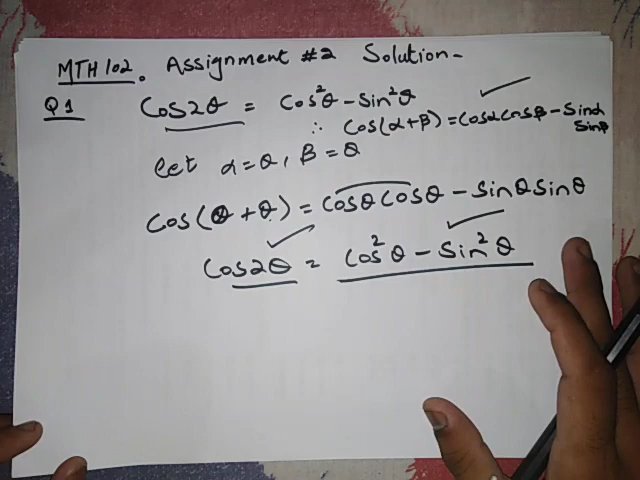 MTH 102. Assignment #2 Solution-
Q1 Cos2θ = Cos²θ - Sin²θ
∴ Cos(α+β)=Cosα Cosβ - Sinα Sinβ
let α=θ, β=θ
Cos(θ+θ)=Cosθ Cosθ - Sinθ Sinθ
Cos2θ = Cos²θ - Sin²θ